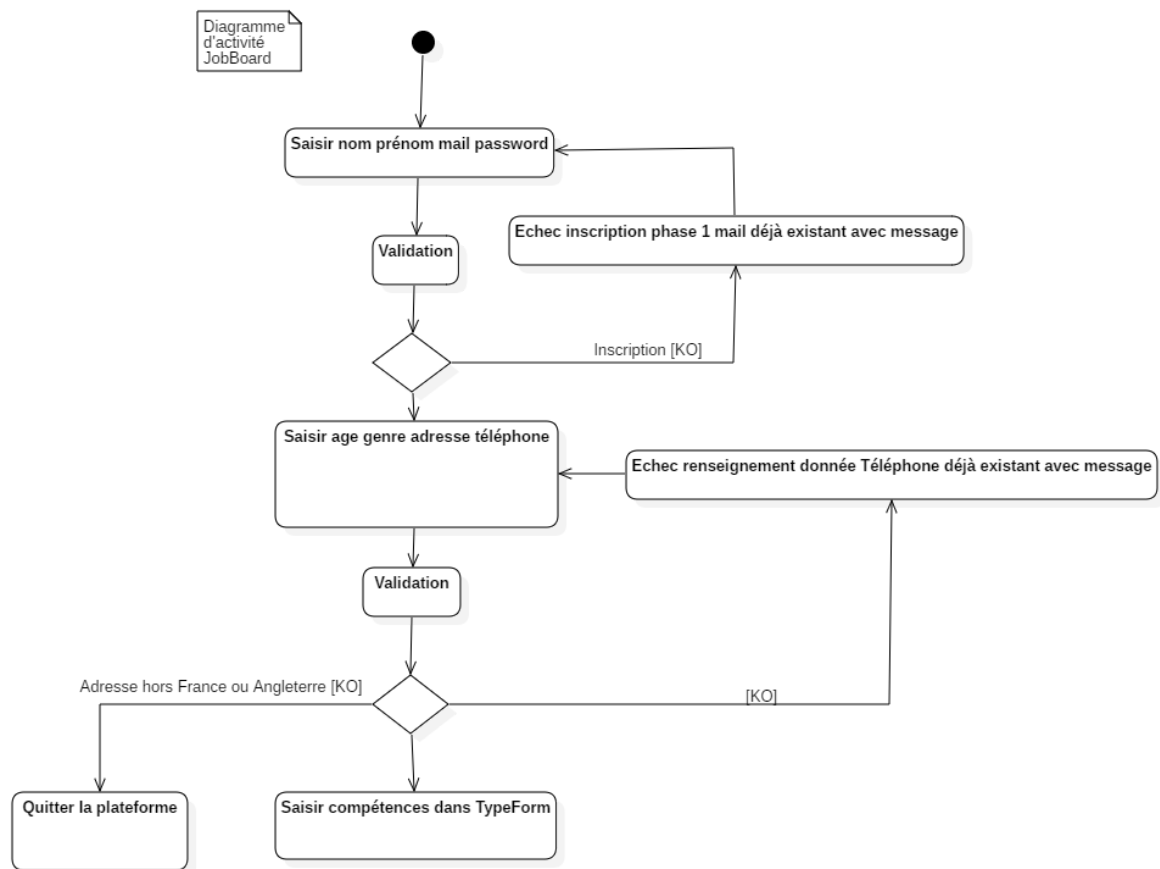 Diagramme
d'activité
JobBoard
Saisir nom prénom mail password
Echec inscription phase 1 mail déjà existant avec message
Validation
Inscription [KO]
Saisir age genre adresse téléphone
Echec renseignement donnée Téléphone déjà existant avec message
Validation
Adresse hors France ou Angleterre [KO]
[KO]
Quitter la plateforme
Saisir compétences dans TypeForm